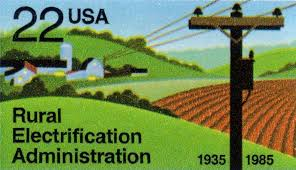 22 USA
Rural
Electrification
Administration
1935 1985